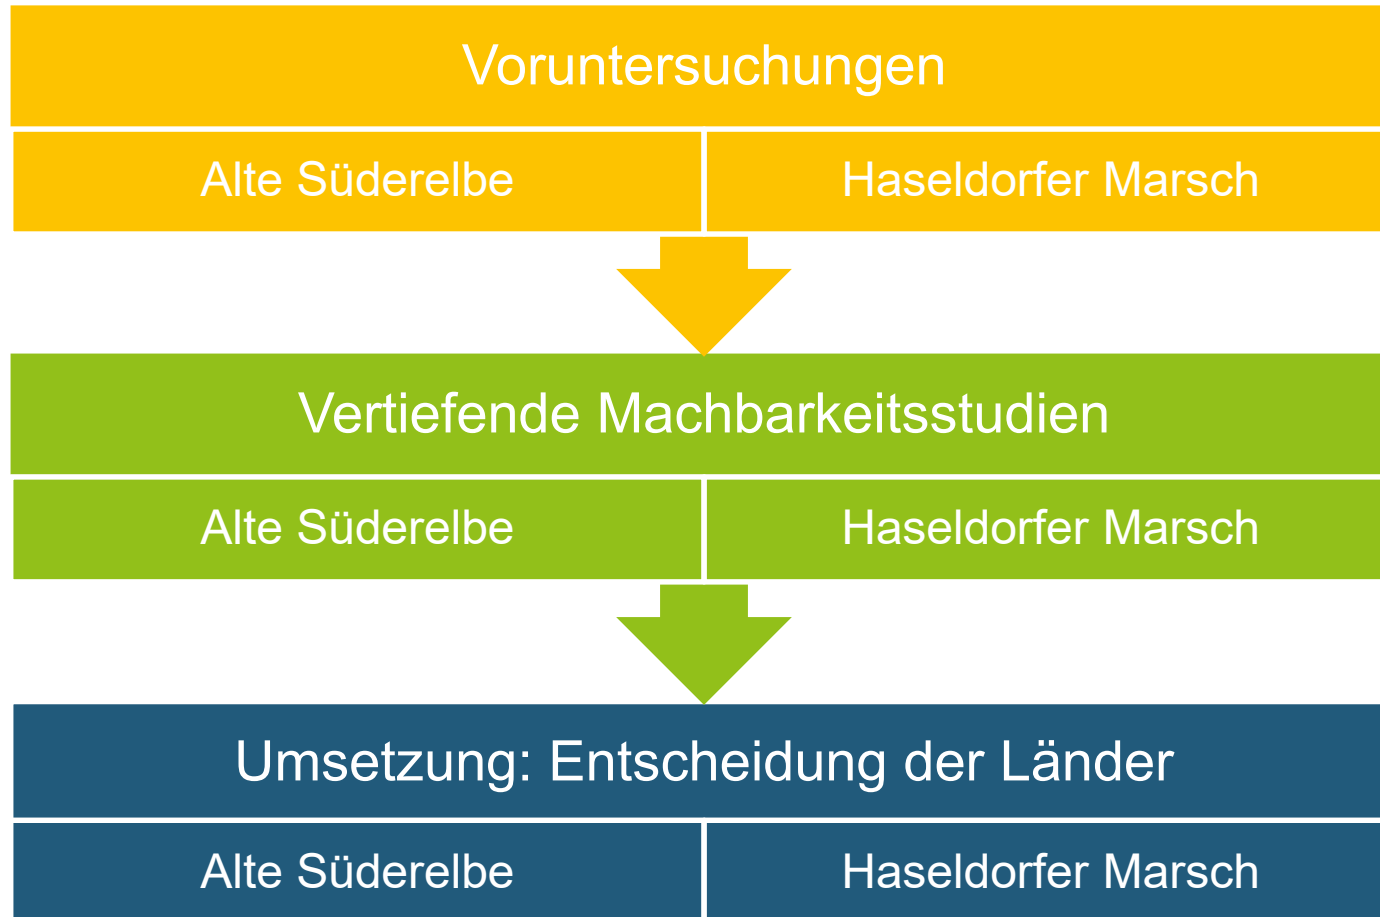 Voruntersuchungen
Alte Süderelbe
Haseldorfer Marsch
Vertiefende Machbarkeitsstudien
Alte Süderelbe
Haseldorfer Marsch
Umsetzung: Entscheidung der Länder
Alte Süderelbe
Haseldorfer Marsch